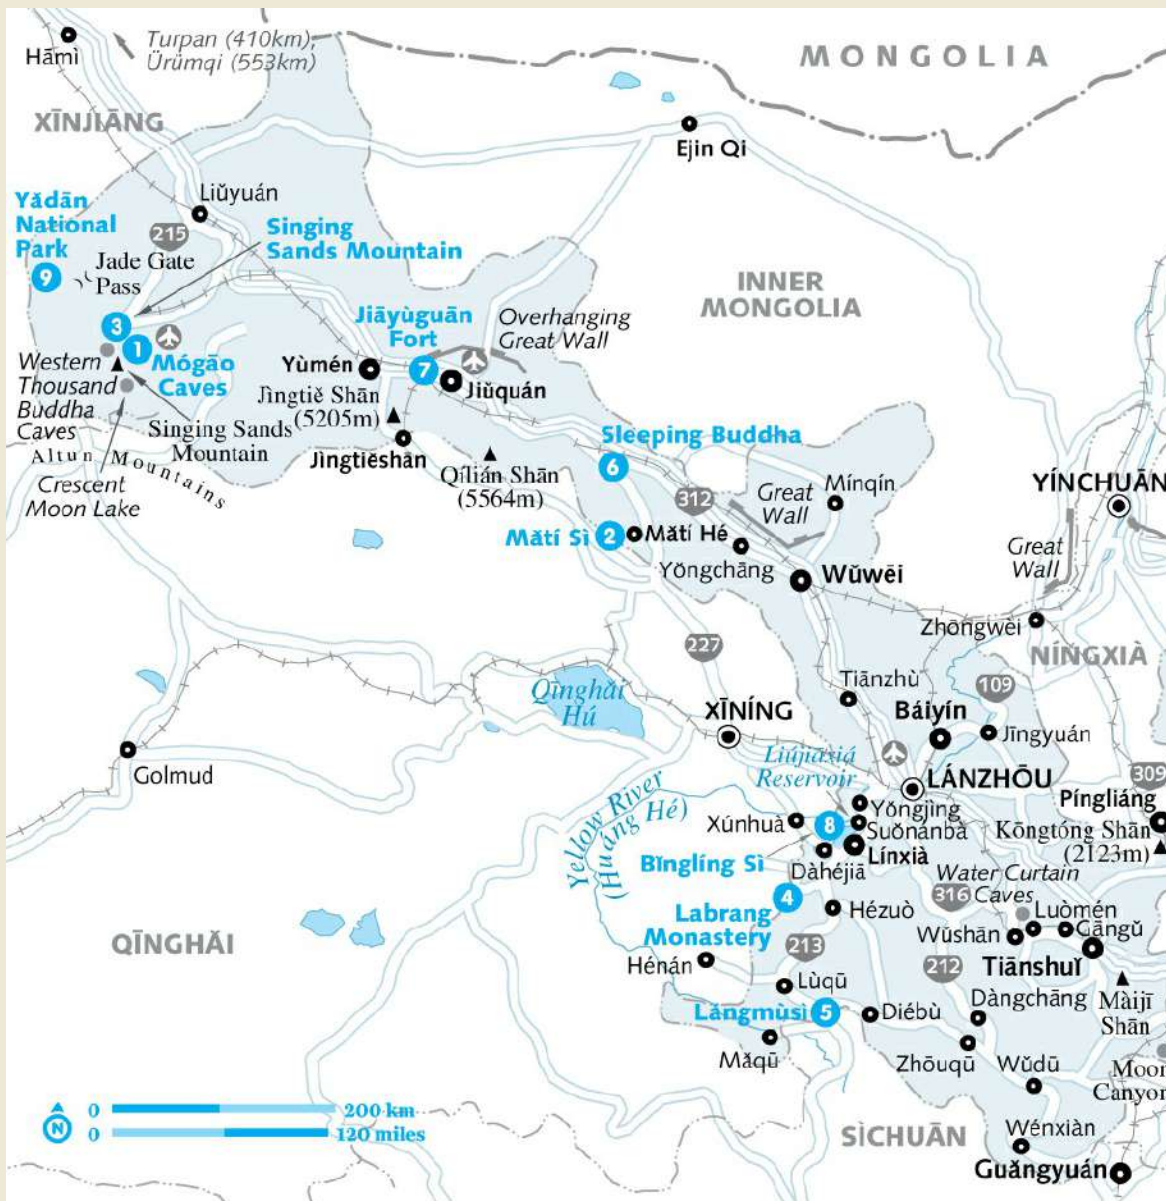 Turpan (410km),
Ürümqi (553km)
Hāmì
MONGOLIA
XĪNJIĀNG
Ejin Qi
Liǔyuán
Yǎdān
National
Park
9
215
Singing
Sands Mountain
Jade Gate
Pass
INNER
MONGOLIA
3
1
Mógāo
Caves
Jiāyùguān
Fort
7
Overhanging
Great Wall
Yùmén
Jiǔquán
Western
Thousand
Buddha
Caves
Jìngtiě Shān
(5205m)
Singing Sands
Mountain
Altun Mountains
Crescent
Moon Lake
Jìngtiěshān
Qílián Shān
(5564m)
Sleeping Buddha
6
312
Great
Wall
Mínqín
YÍNCHUĀN
Mǎtí Sì
2
Mǎtí Hé
Yǒngchāng
Wǔwēi
Great
Wall
Zhōngwèi
NÍNGXIÀ
227
Tiānzhù
109
Qīnghǎi
Hú
XĪNÍNG
Báiyín
Jīngyuán
Golmud
Liújiāxiá
Reservoir
LÁNZHŌU
309
Píngliáng
Yellow River
(Huáng Hé)
Xúnhuà
8
Yǒngjìng
Suǒnánbà
Kōngtóng Shān
(2123m)
Bǐnglíng Sì
Línxià
Dàhéjiā
Water Curtain
Caves
316
4
Hézuò
Luòmén
Labrang
Monastery
Wǔshān
Gāngǔ
QĪNGHǍI
213
Hénán
212
Tiānshuǐ
Lùqū
Dàngchāng
Màijī
Shān
Lángmùsì
5
Diébù
Mǎqū
Zhōuqū
Wǔdū
Moon
Canyon
0
200 km
N
0
120 miles
SÌCHUĀN
Wénxiàn
Guǎngyuán